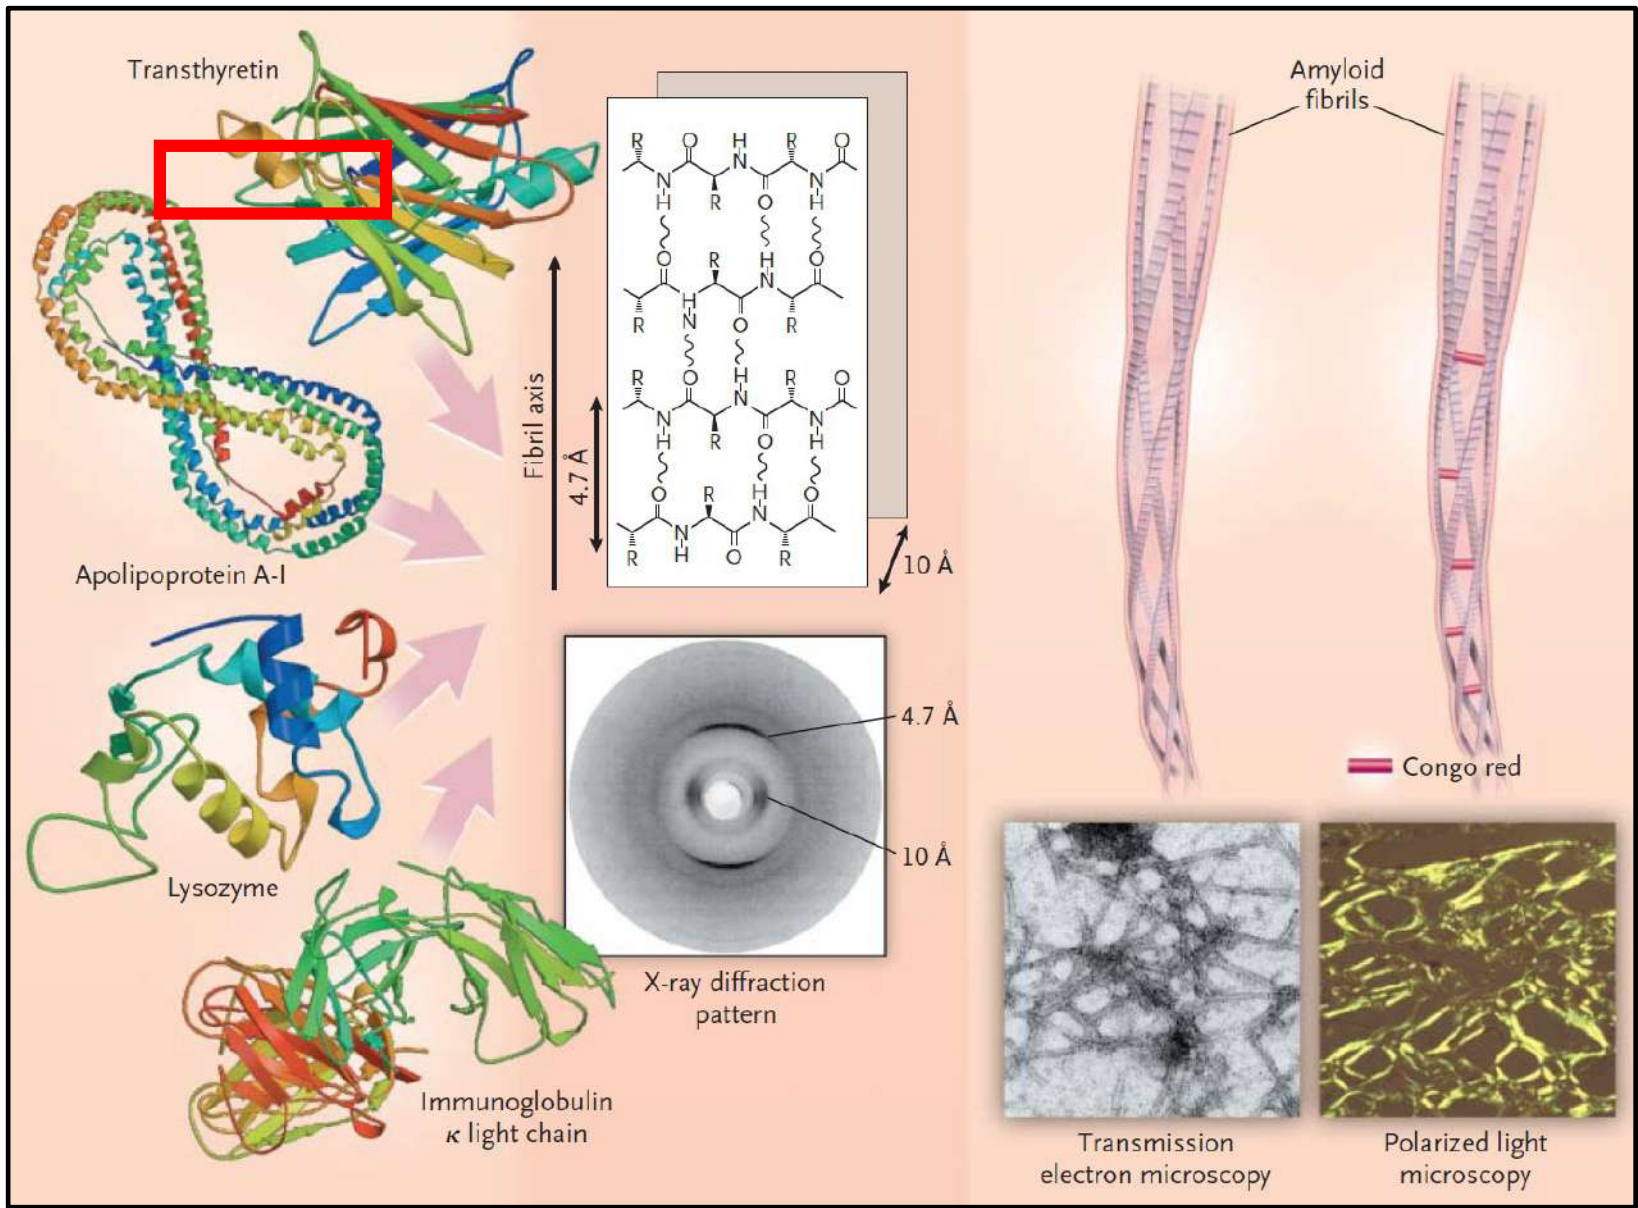 Transthyretin
Apolipoprotein A-I
Lysozyme
Immunoglobulin
κ light chain
Fibril axis
4.7 Å
R
O
H
N
O
R
O
N
H
R
O
N
H
H
R
O
O
R
O
H
N
R
H
N
O
R
R
O
H
N
R
O
N
H
R
O
N
H
O
R
H
N
O
R
N
H
O
R
10 Å
4.7 Å
10 Å
X-ray diffraction
pattern
Amyloid
fibrils
Congo red
Transmission
electron microscopy
Polarized light
microscopy